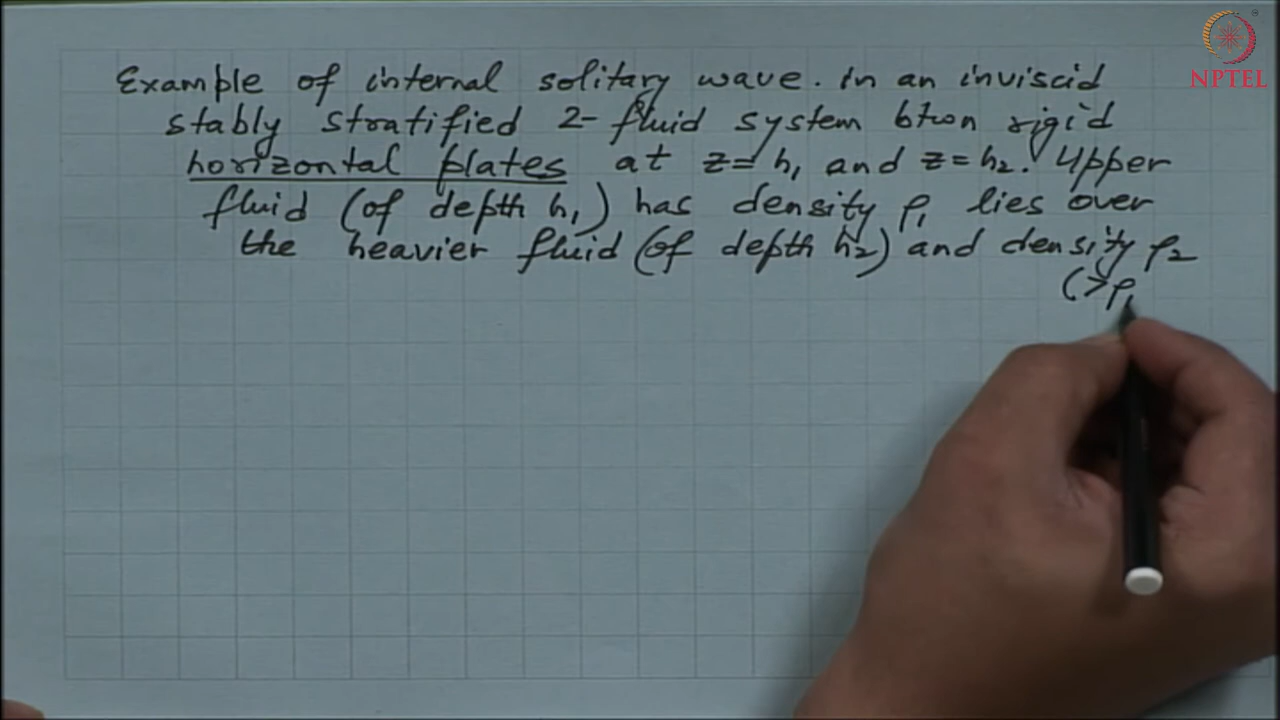 Example of internal solitary wave. In an inviscid
stably stratified 2-fluid system btwn rigid
horizontal plates at z=h₁ and z=h₂. Upper
fluid (of depth h₁) has density ρ₁ lies over
the heavier fluid (of depth h₂) and density ρ₂
(>ρ₁
NPTEL